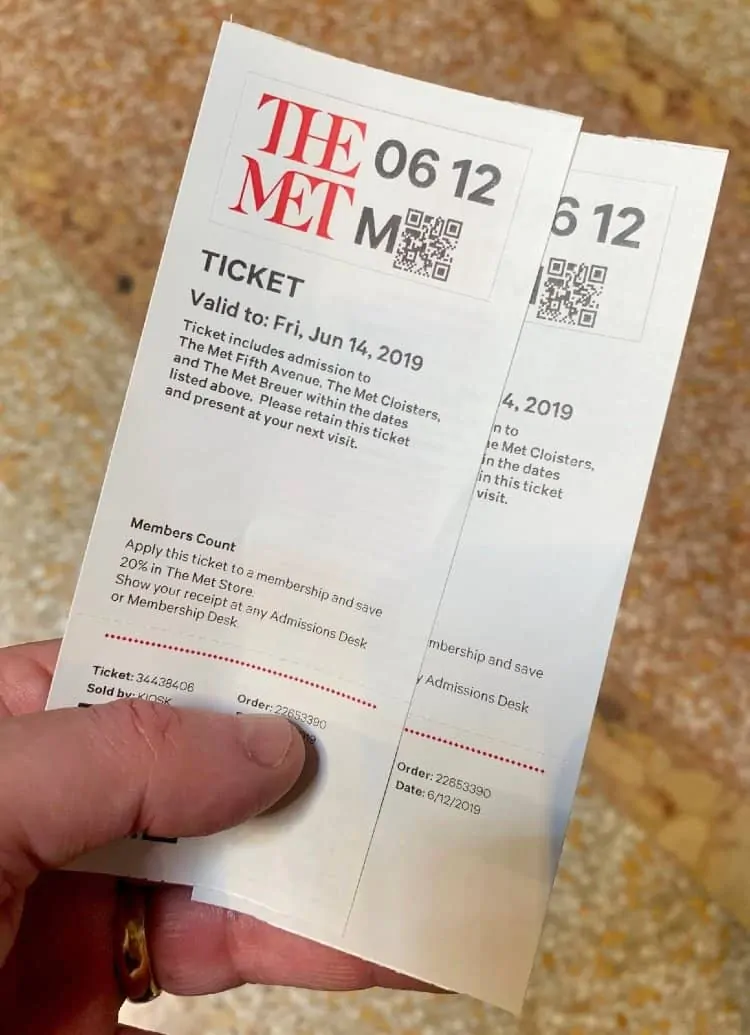 THE
MET
06 12
M
TICKET
Valid to: Fri, Jun 14, 2019
Ticket includes admission to
The Met Fifth Avenue, The Met Cloisters,
and The Met Breuer within the dates
listed above. Please retain this ticket
and present at your next visit.
Members Count
Apply this ticket to a membership and save
20% in The Met Store.
Show your receipt at any Admissions Desk
or Membership Desk
Ticket: 34438406
Sold by: KIOSK
Order: 22653390
6 12
4, 2019
n to
e Met Cloisters,
in the dates
in this ticket
visit.
mbership and save
y Admissions Desk
Order: 22653390
Date: 6/12/2019